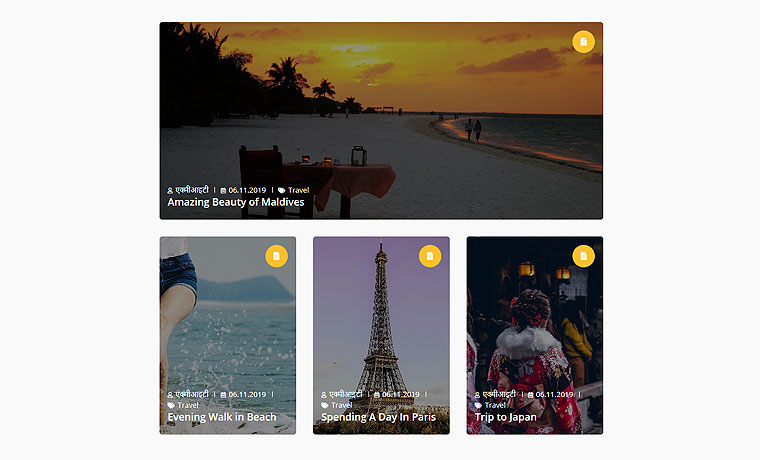 एक्मीआइटी | 06.11.2019 | Travel
Amazing Beauty of Maldives
एक्मीआइटी | 06.11.2019 |
Travel
Evening Walk in Beach
एक्मीआइटी | 06.11.2019 |
Travel
Spending A Day In Paris
एक्मीआइटी | 06.11.2019 |
Travel
Trip to Japan